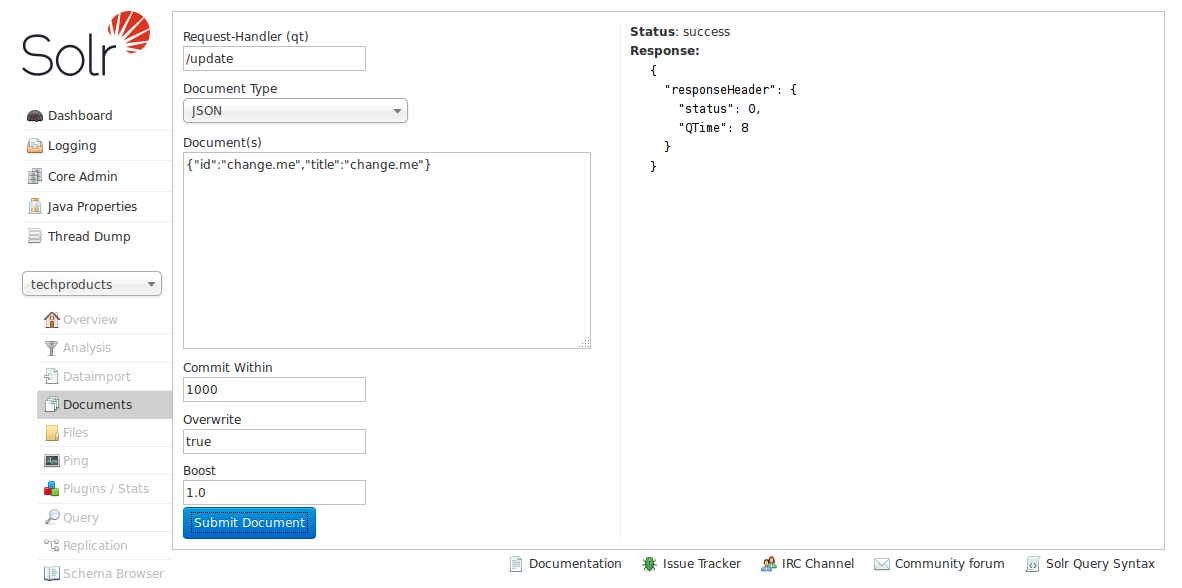 Solr
Dashboard
Logging
Core Admin
Java Properties
Thread Dump
techproducts
Overview
Analysis
Dataimport
Documents
Files
Ping
Plugins / Stats
Query
Replication
Schema Browser
Request-Handler (qt)
/update
Document Type
JSON
Document(s)
{"id":"change.me","title":"change.me"}
Commit Within
1000
Overwrite
true
Boost
1.0
Submit Document
Status: success
Response:
{
"responseHeader": {
"status": 0,
"QTime": 8
}
}
Documentation
Issue Tracker
IRC Channel
Community forum
Solr Query Syntax